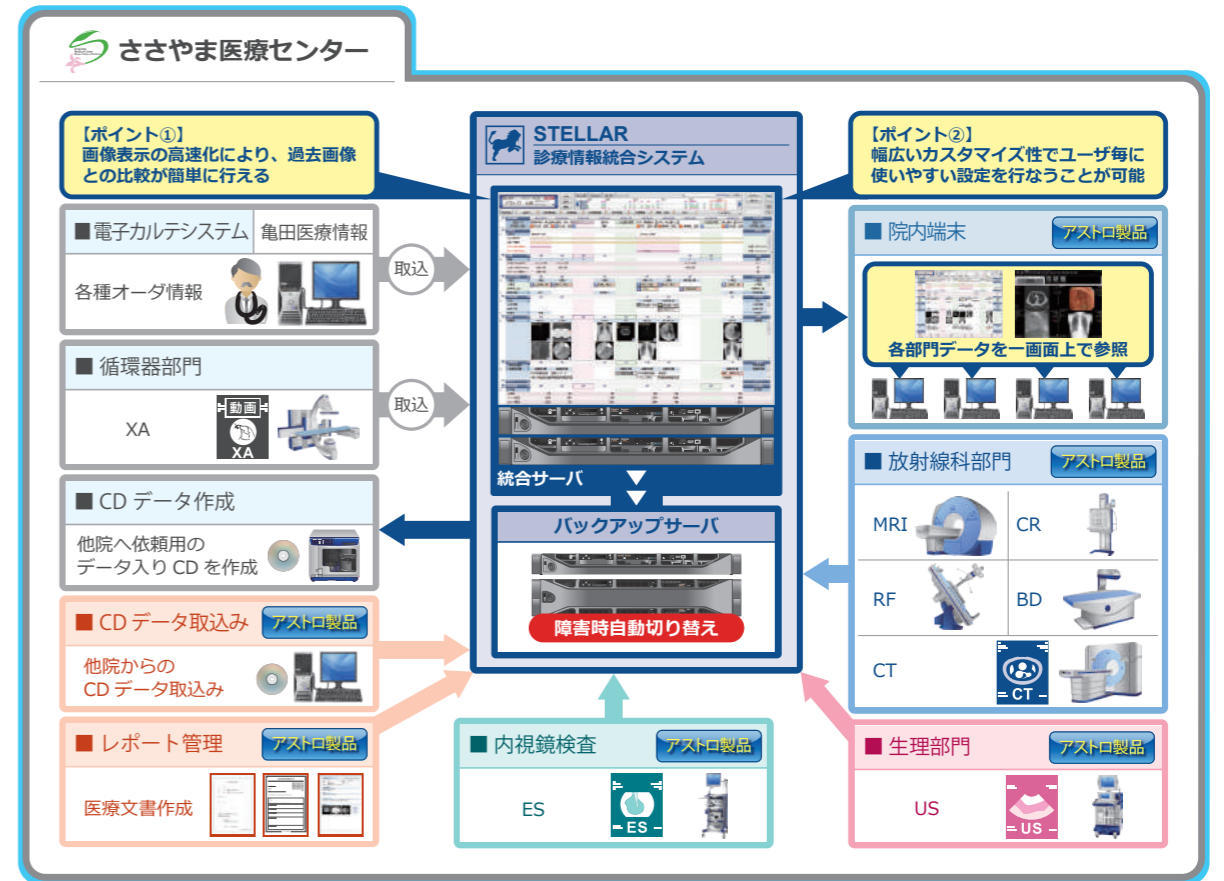 ささやま医療センター
【ポイント①】
画像表示の高速化により、過去画像
との比較が簡単に行える
STELLAR
診療情報統合システム
【ポイント②】
幅広いカスタマイズ性でユーザ毎に
使いやすい設定を行なうことが可能
■電子カルテシステム 亀田医療情報
各種オーダ情報
取込
■ 循環器部門
XA
動画
XA
取込
■ CD データ作成
他院へ依頼用の
データ入り CD を作成
■ CD データ取込み アストロ製品
他院からの
CD データ取込み
■ レポート管理 アストロ製品
医療文書作成
統合サーバ
バックアップサーバ
障害時自動切り替え
■ 内視鏡検査 アストロ製品
ES
ES
■ 院内端末 アストロ製品
各部門データを一画面上で参照
■ 放射線科部門 アストロ製品
MRI
CR
RF
BD
CT
CT
■ 生理部門 アストロ製品
US
US